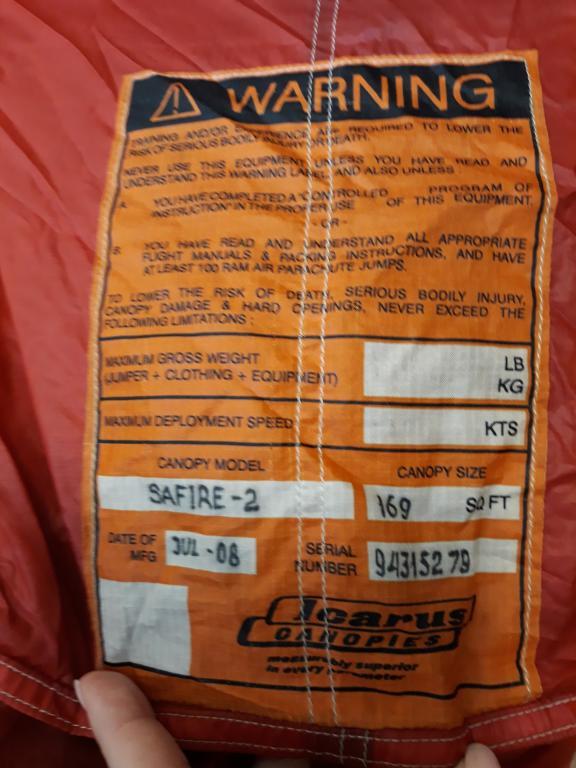 WARNING
TRAINING AND/OR EXPERIENCE ARE REQUIRED TO LOWER THE
RISK OF SERIOUS BODILY INJURY OR DEATH.
NEVER USE THIS EQUIPMENT UNLESS YOU HAVE READ AND
UNDERSTAND THIS WARNING LABEL, AND ALSO UNLESS :
A. YOU HAVE COMPLETED A "CONTROLLED PROGRAM OF
INSTRUCTION" IN THE PROPER USE OF THIS EQUIPMENT.
- OR -
B. YOU HAVE READ AND UNDERSTAND ALL APPROPRIATE
FLIGHT MANUALS & PACKING INSTRUCTIONS, AND HAVE
AT LEAST 100 RAM AIR PARACHUTE JUMPS.
TO LOWER THE RISK OF DEATH, SERIOUS BODILY INJURY,
CANOPY DAMAGE & HARD OPENINGS, NEVER EXCEED THE
FOLLOWING LIMITATIONS :
MAXIMUM GROSS WEIGHT LB
(JUMPER + CLOTHING + EQUIPMENT) KG
MAXIMUM DEPLOYMENT SPEED KTS
CANOPY MODEL CANOPY SIZE
SAFIRE-2 169 SQ FT
DATE OF MFG JUL-08 SERIAL NUMBER 94315279
Icarus
CANOPIES
measurably superior
in every parameter